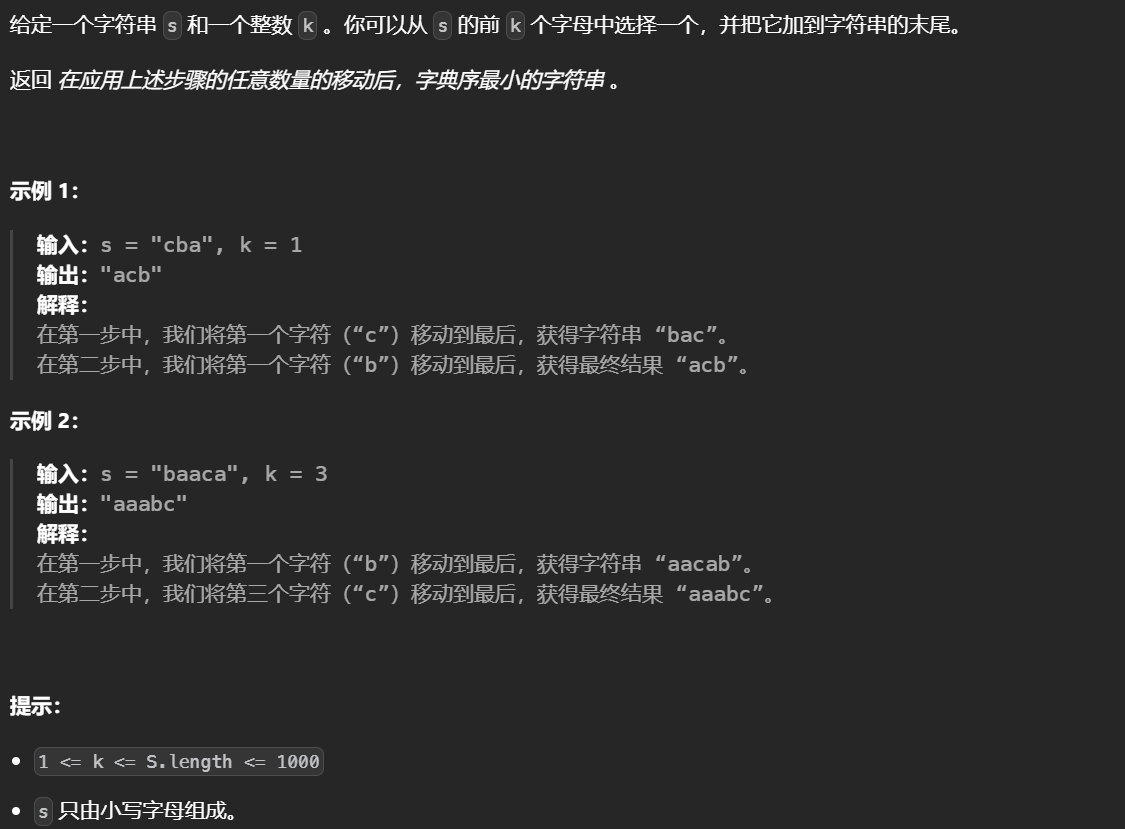 给定一个字符串 s 和一个整数 k 。你可以从 s 的前 k 个字母中选择一个，并把它加到字符串的末尾。
返回 在应用上述步骤的任意数量的移动后，字典序最小的字符串 。
示例 1：
输入：s = "cba", k = 1
输出："acb"
解释：
在第一步中，我们将第一个字符（“c”）移动到最后，获得字符串 “bac”。
在第二步中，我们将第一个字符（“b”）移动到最后，获得最终结果 “acb”。
示例 2：
输入：s = "baaca", k = 3
输出："aaabc"
解释：
在第一步中，我们将第一个字符（“b”）移动到最后，获得字符串 “aacab”。
在第二步中，我们将第三个字符（“c”）移动到最后，获得最终结果 “aaabc”。
提示：
• 1 <= k <= S.length <= 1000
• s 只由小写字母组成。